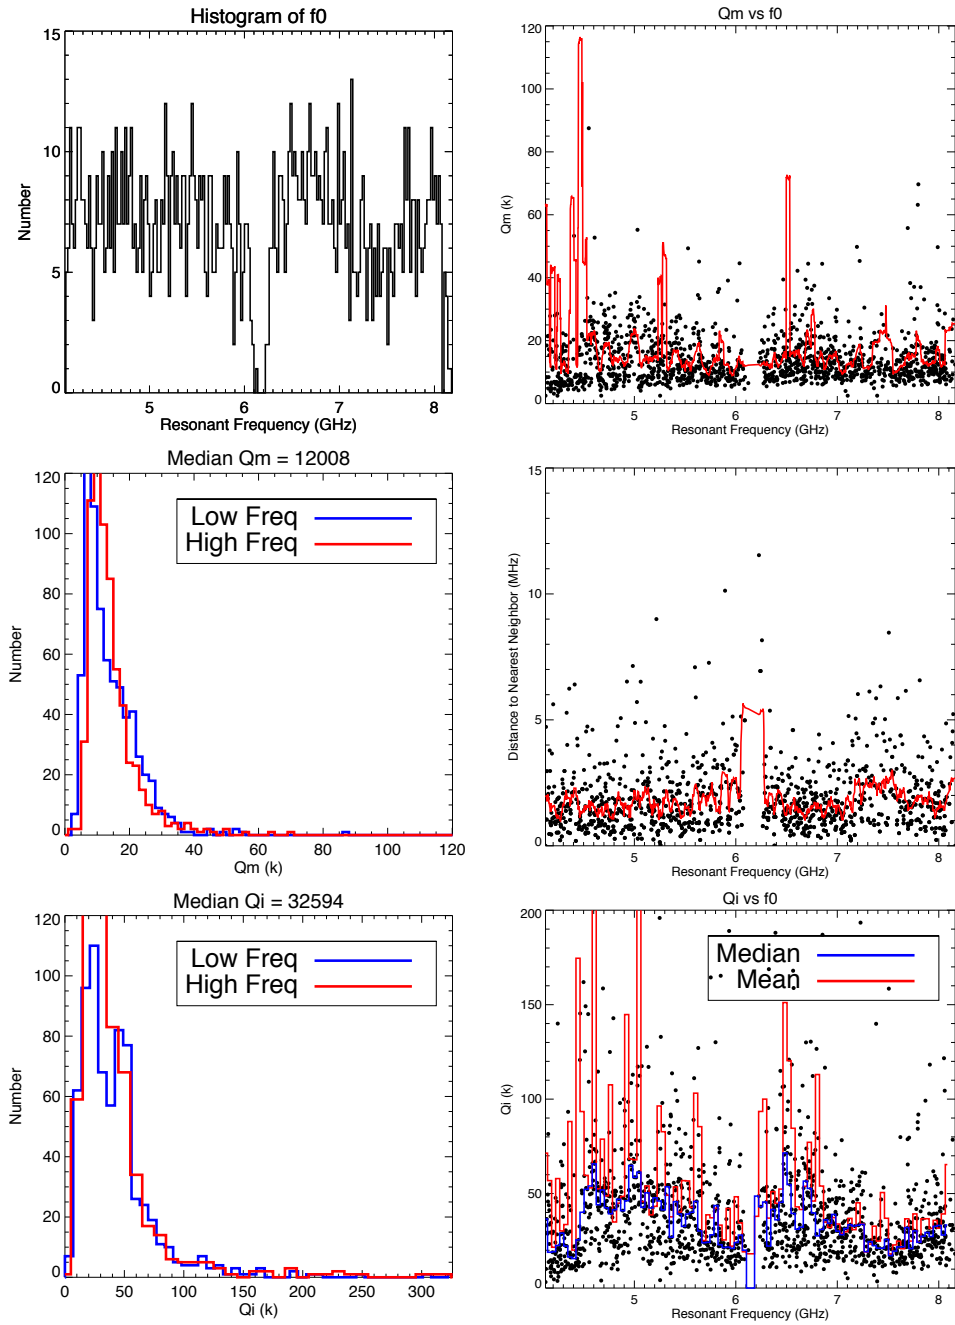 Histogram of f0
15
10
5
0
Number
5
6
7
8
Resonant Frequency (GHz)
Qm vs f0
120
100
80
60
40
20
0
Qm (k)
5
6
7
8
Resonant Frequency (GHz)
Median Qm = 12008
120
100
80
60
40
20
0
Number
Low Freq
High Freq
0
20
40
60
80
100
120
Qm (k)
15
10
5
0
Distance to Nearest Neighbor (MHz)
5
6
7
8
Resonant Frequency (GHz)
Median Qi = 32594
120
100
80
60
40
20
0
Number
Low Freq
High Freq
0
50
100
150
200
250
300
Qi (k)
Qi vs f0
200
150
100
50
0
Qi (k)
Median
Mean
5
6
7
8
Resonant Frequency (GHz)